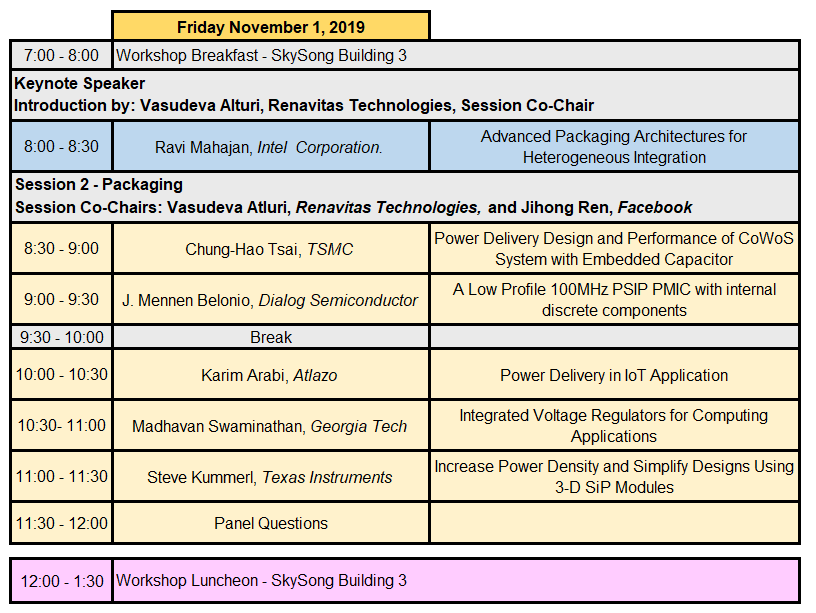 Friday November 1, 2019
7:00 - 8:00 Workshop Breakfast - SkySong Building 3
Keynote Speaker
Introduction by: Vasudeva Alturi, Renavitas Technologies, Session Co-Chair
8:00 - 8:30 Ravi Mahajan, Intel Corporation.
Advanced Packaging Architectures for
Heterogeneous Integration
Session 2 - Packaging
Session Co-Chairs: Vasudeva Atluri, Renavitas Technologies, and Jihong Ren, Facebook
8:30 - 9:00 Chung-Hao Tsai, TSMC
Power Delivery Design and Performance of CoWoS
System with Embedded Capacitor
9:00 - 9:30 J. Mennen Belonio, Dialog Semiconductor
A Low Profile 100MHz PSIP PMIC with internal
discrete components
9:30 - 10:00 Break
10:00 - 10:30 Karim Arabi, Atlazo Power Delivery in IoT Application
10:30- 11:00 Madhavan Swaminathan, Georgia Tech
Integrated Voltage Regulators for Computing
Applications
11:00 - 11:30 Steve Kummerl, Texas Instruments
Increase Power Density and Simplify Designs Using
3-D SiP Modules
11:30 - 12:00 Panel Questions
12:00 - 1:30 Workshop Luncheon - SkySong Building 3